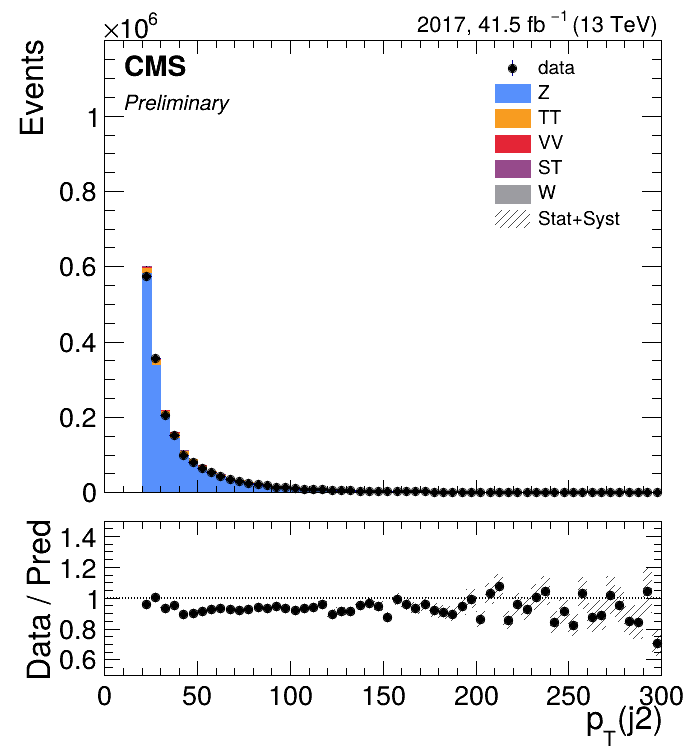 ×10⁶
2017, 41.5 fb⁻¹ (13 TeV)
CMS
Preliminary
data
Z
TT
VV
ST
W
Stat+Syst
Events
1
0.8
0.6
0.4
0.2
0
Data / Pred
1.4
1.2
1
0.8
0.6
0 50 100 150 200 250 300
p_T(j2)